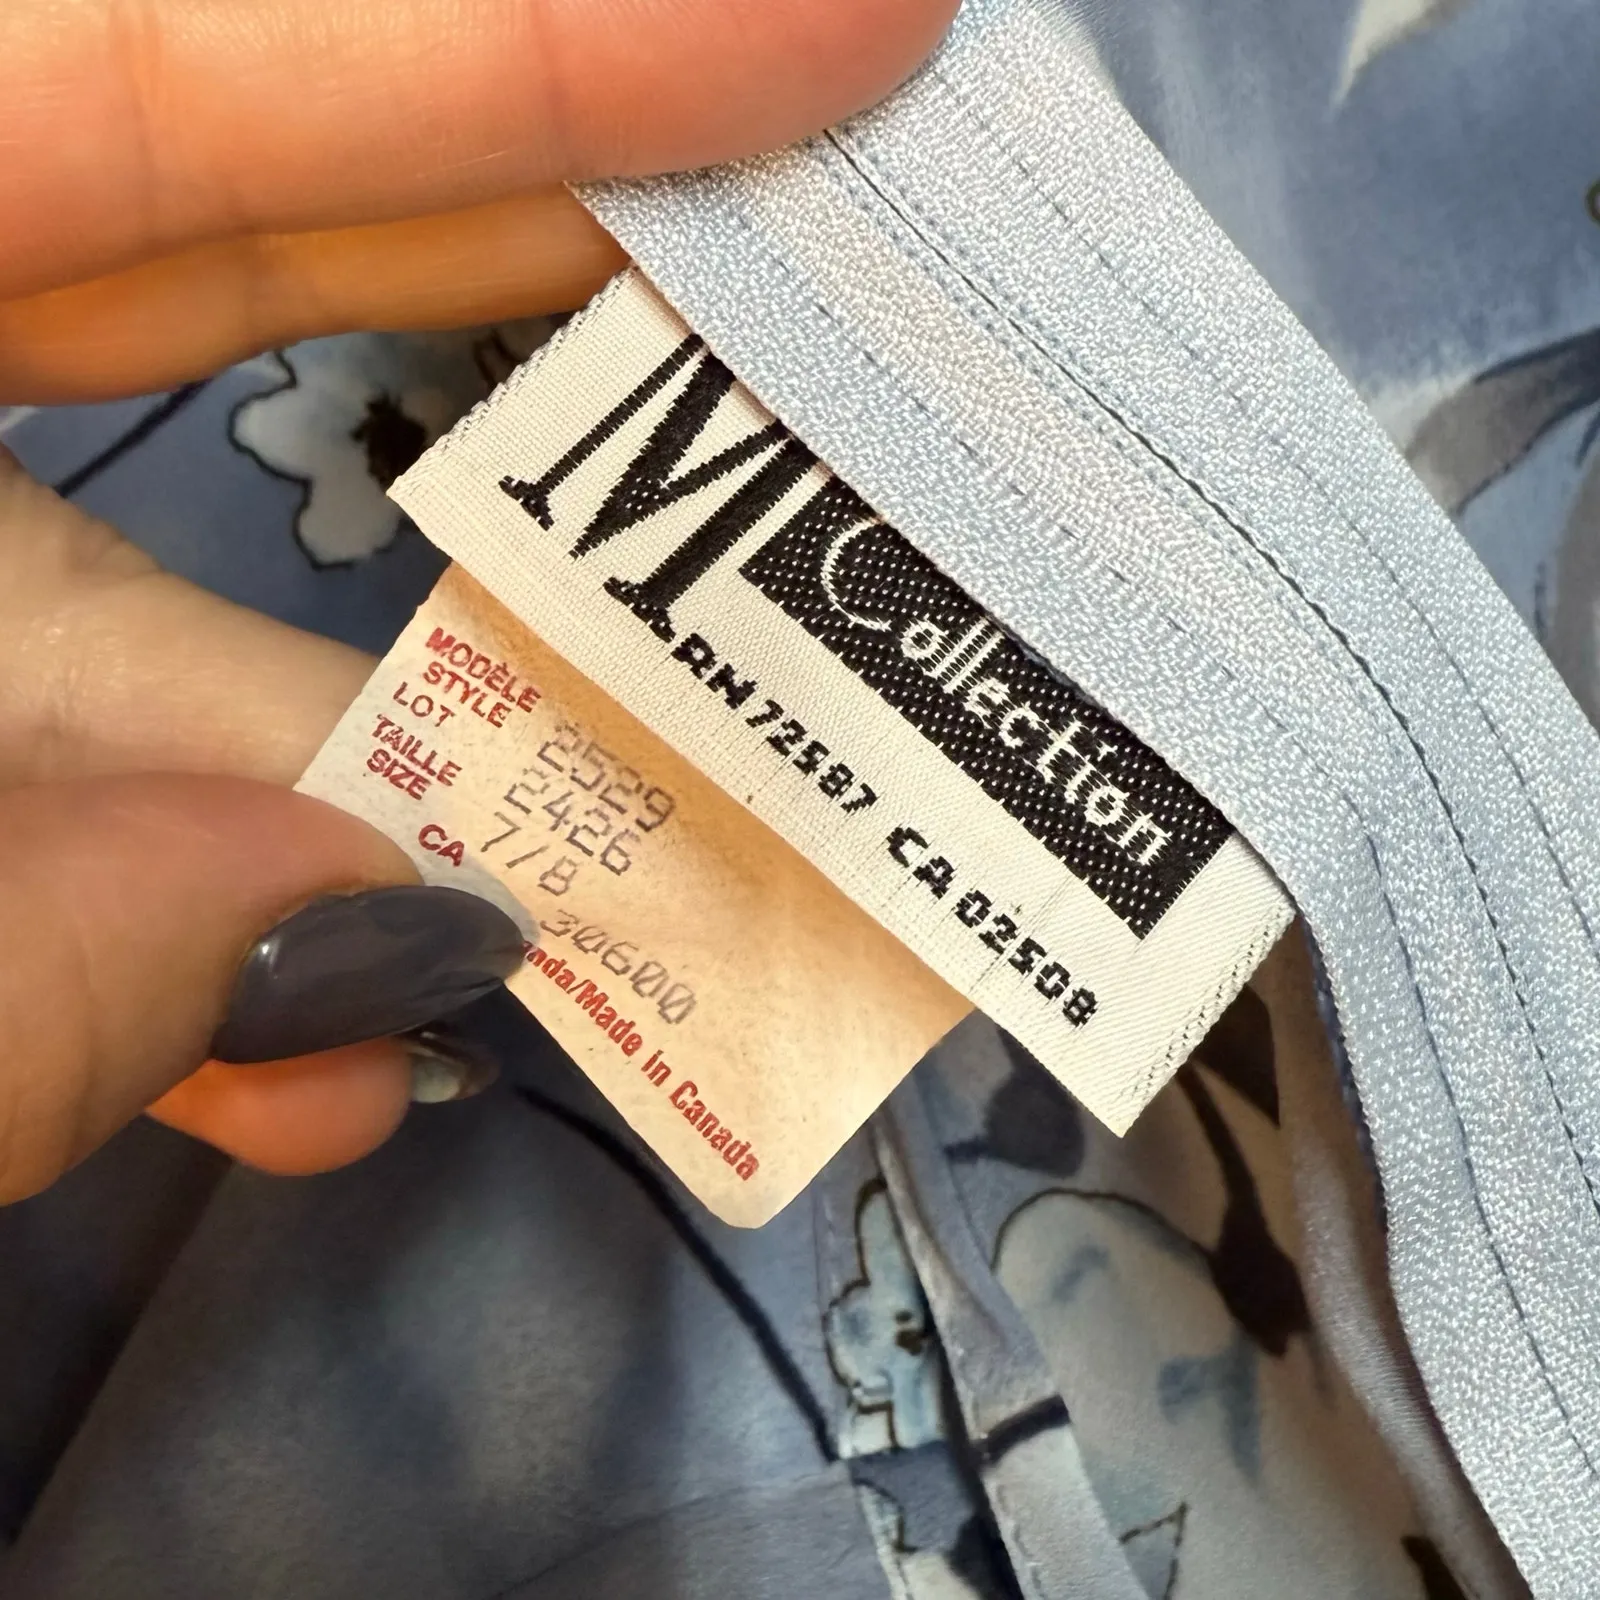 M Collection
RN 72587 CA 02508
MODÈLE
STYLE 2529
LOT 2426
TAILLE
SIZE 7/8
CA 30600
/Made in Canada